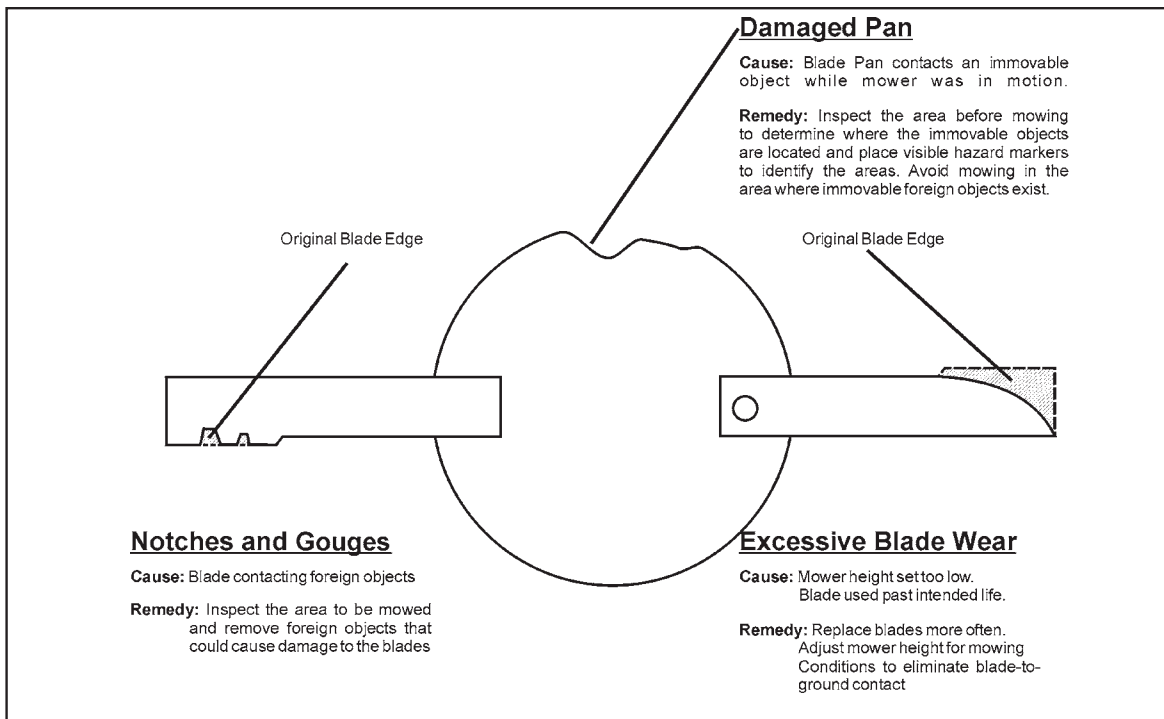 Damaged Pan
Cause: Blade Pan contacts an immovable
object while mower was in motion.
Remedy: Inspect the area before mowing
to determine where the immovable objects
are located and place visible hazard markers
to identify the areas. Avoid mowing in the
area where immovable foreign objects exist.
Original Blade Edge
Original Blade Edge
Notches and Gouges
Cause: Blade contacting foreign objects
Remedy: Inspect the area to be mowed
and remove foreign objects that
could cause damage to the blades
Excessive Blade Wear
Cause: Mower height set too low.
Blade used past intended life.
Remedy: Replace blades more often.
Adjust mower height for mowing
Conditions to eliminate blade-to-
ground contact